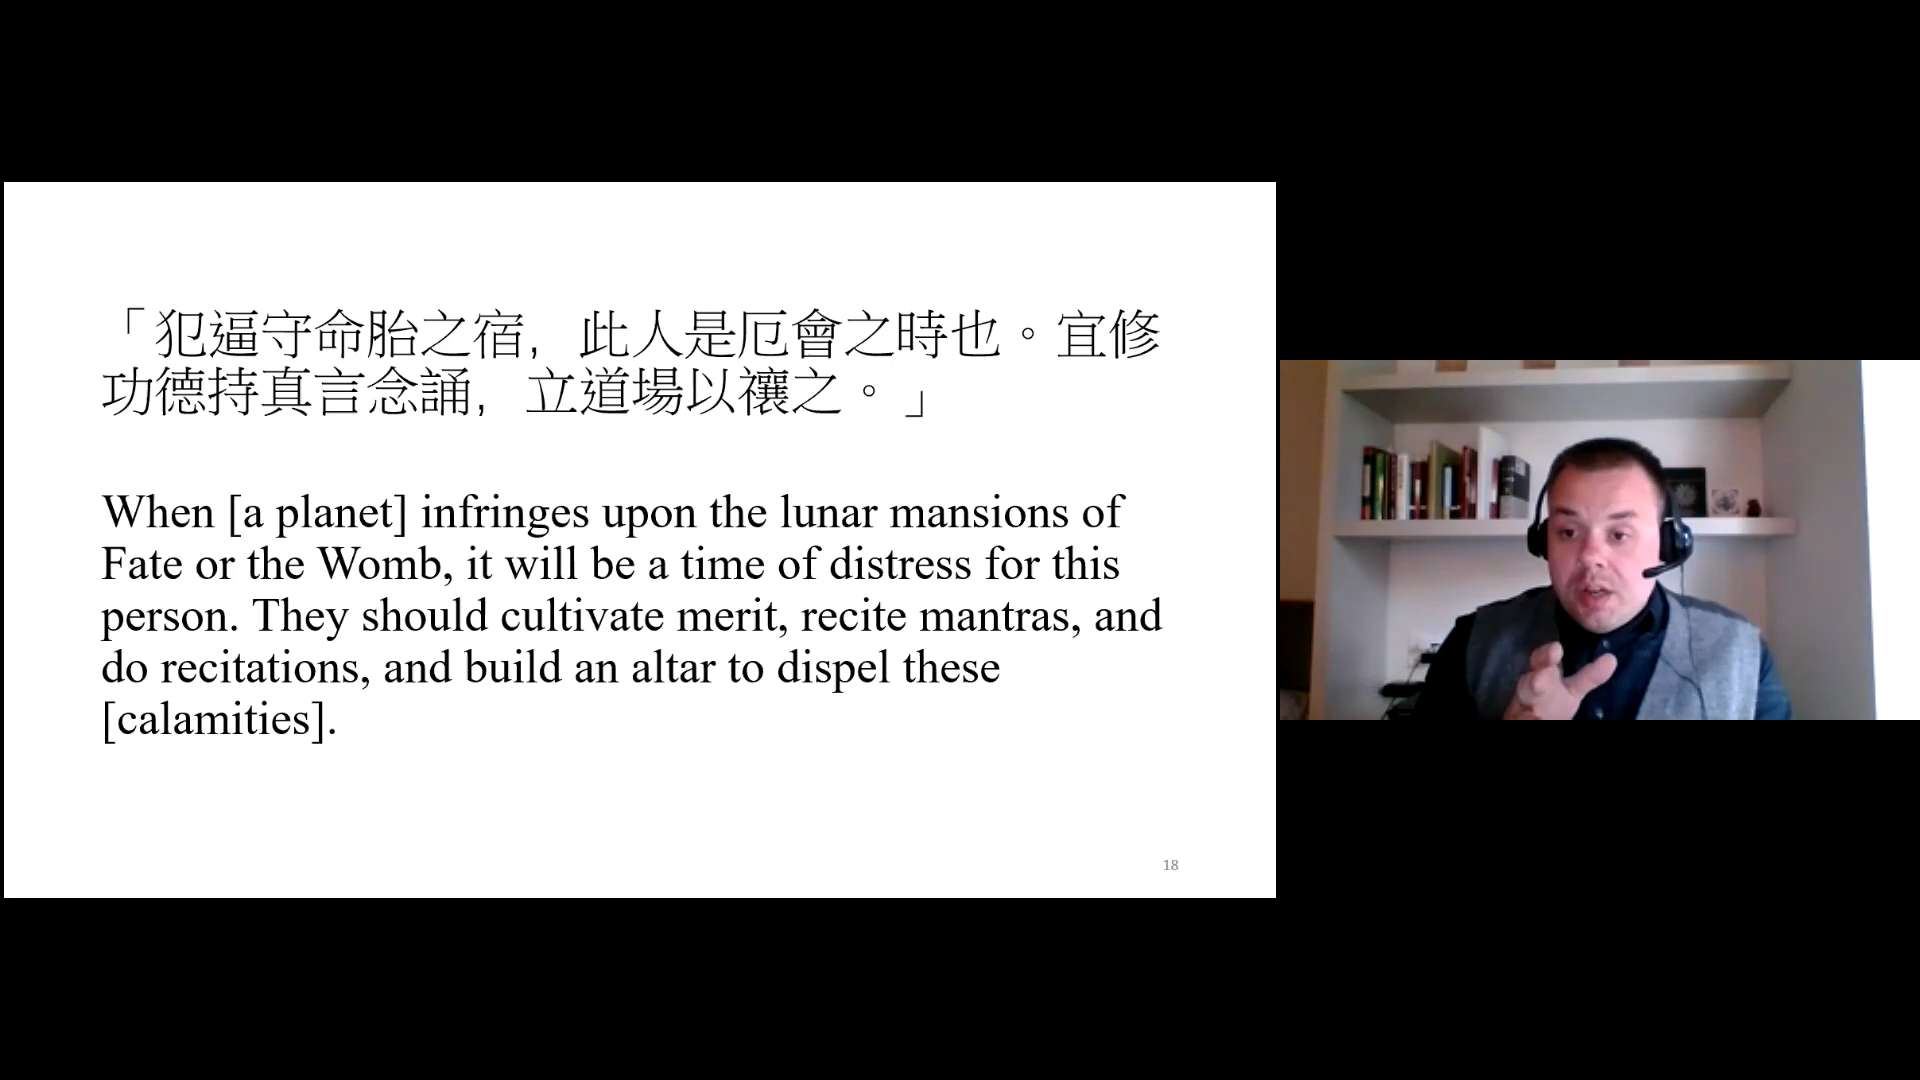 「犯逼守命胎之宿，此人是厄會之時也。宜修
功德持真言念誦，立道場以禳之。」
When [a planet] infringes upon the lunar mansions of
Fate or the Womb, it will be a time of distress for this
person. They should cultivate merit, recite mantras, and
do recitations, and build an altar to dispel these
[calamities].
18